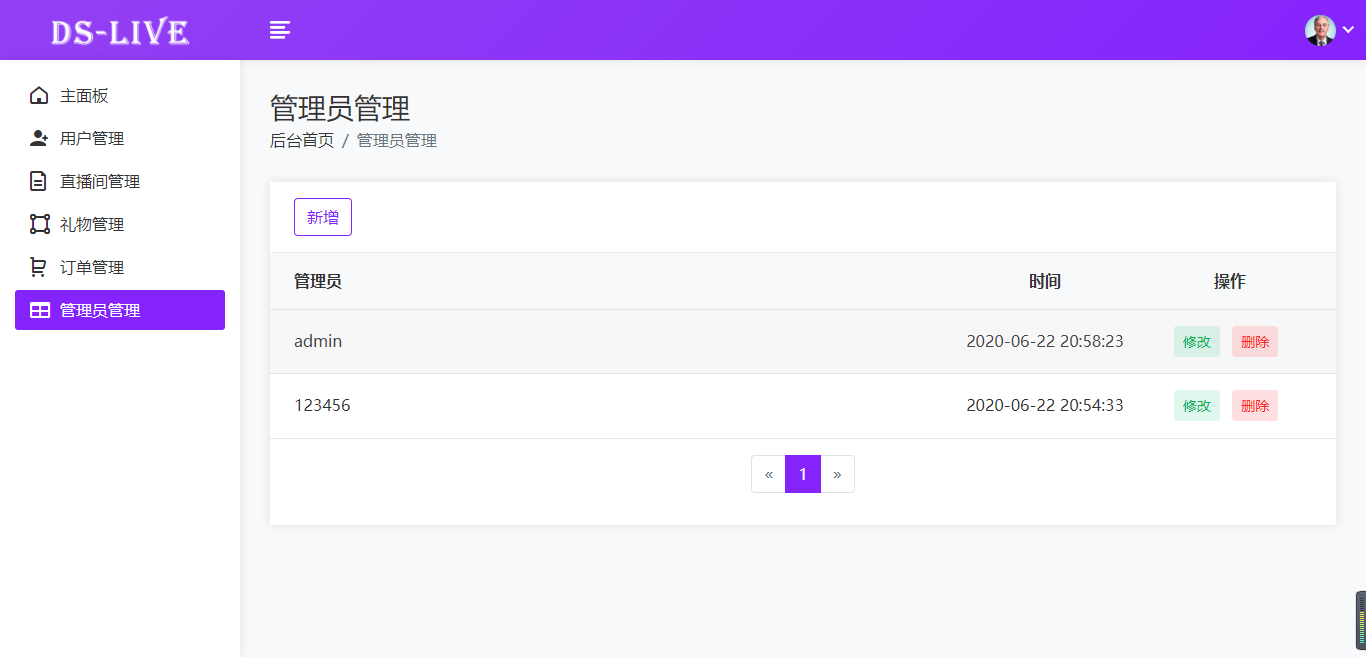 DS-LIVE
主面板
用户管理
直播间管理
礼物管理
订单管理
管理员管理
管理员管理
后台首页 / 管理员管理
新增
管理员 时间 操作
admin 2020-06-22 20:58:23 修改 删除
123456 2020-06-22 20:54:33 修改 删除
« 1 »